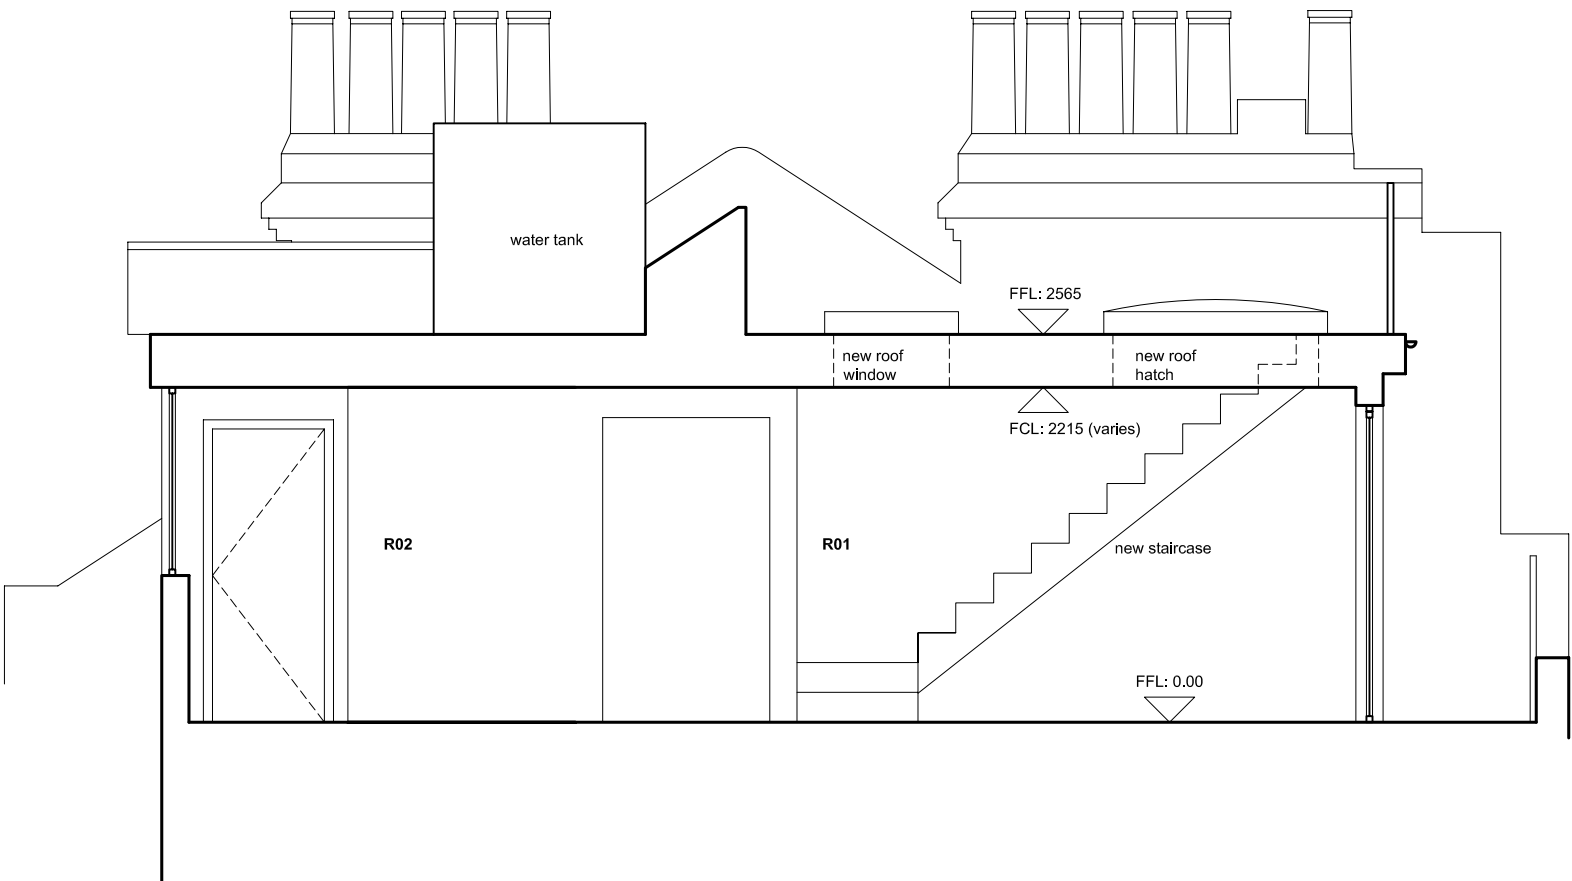 water tank
FFL: 2565
new roof
window
new roof
hatch
FCL: 2215 (varies)
R02
R01
new staircase
FFL: 0.00